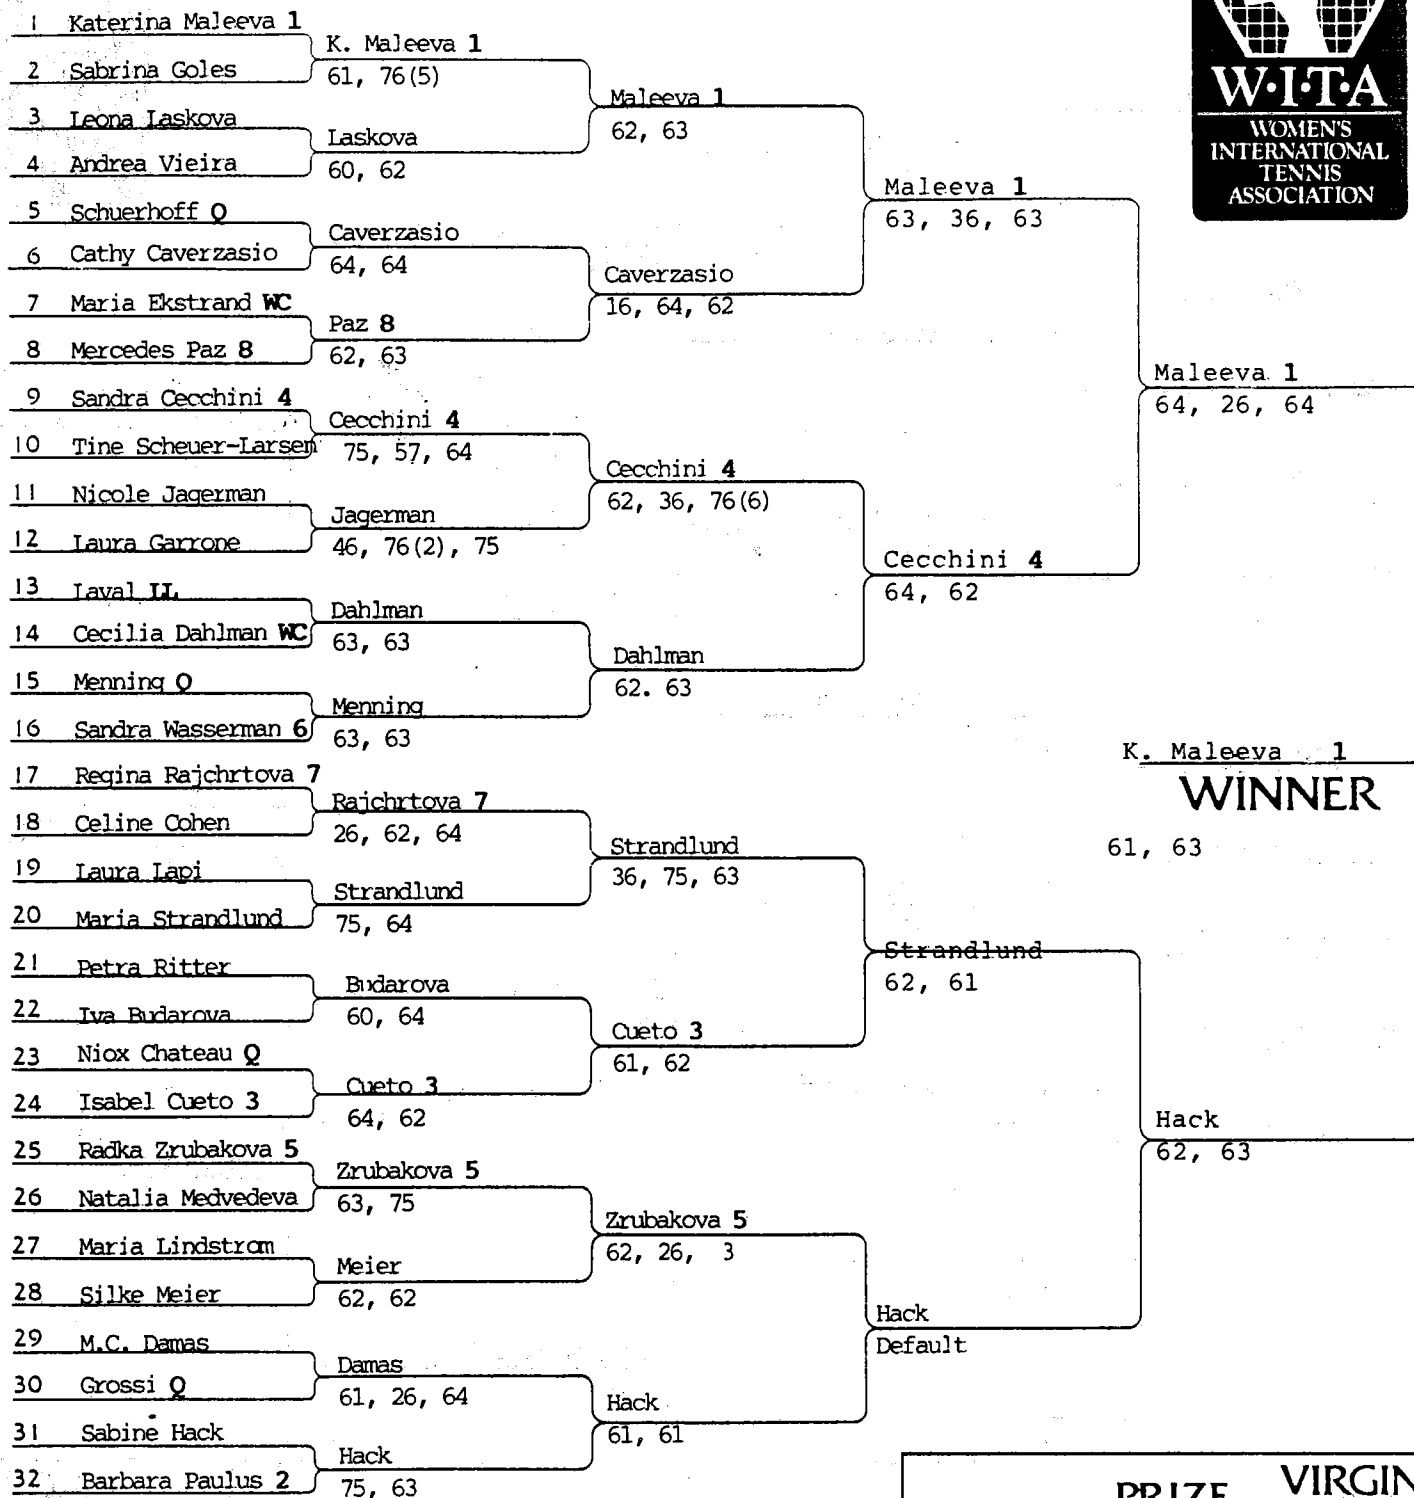 1 Katerina Maleeva 1
2 Sabrina Goles
3 Leona Laskova
4 Andrea Vieira
5 Schuerhoff Q
6 Cathy Caverzasio
7 Maria Ekstrand WC
8 Mercedes Paz 8
9 Sandra Cecchini 4
10 Tine Scheuer-Larsen
11 Nicole Jagerman
12 Laura Garrone
13 Laval LL
14 Cecilia Dahlman WC
15 Menning Q
16 Sandra Wasserman 6
17 Regina Rajchrtova 7
18 Celine Cohen
19 Laura Lapi
20 Maria Strandlund
21 Petra Ritter
22 Iva Budarova
23 Niox Chateau Q
24 Isabel Cueto 3
25 Radka Zrubakova 5
26 Natalia Medvedeva
27 Maria Lindstrom
28 Silke Meier
29 M.C. Damas
30 Grossi Q
31 Sabine Hack
32 Barbara Paulus 2
K. Maleeva 1
61, 76(5)
Laskova
60, 62
Caverzasio
64, 64
Paz 8
62, 63
Cecchini 4
75, 57, 64
Jagerman
46, 76(2), 75
Dahlman
63, 63
Menning
63, 63
Rajchrtova 7
26, 62, 64
Strandlund
75, 64
Budarova
60, 64
Cueto 3
64, 62
Zrubakova 5
63, 75
Meier
62, 62
Damas
61, 26, 64
Hack
75, 63
Maleeva 1
62, 63
Caverzasio
16, 64, 62
Cecchini 4
62, 36, 76(6)
Dahlman
62. 63
Strandlund
36, 75, 63
Cueto 3
61, 62
Zrubakova 5
62, 26, 3
Hack
61, 61
Maleeva 1
63, 36, 63
Cecchini 4
64, 62
Strandlund
62, 61
Hack
Default
Maleeva 1
64, 26, 64
Hack
62, 63
K. Maleeva 1
WINNER
61, 63
W·I·T·A
WOMEN'S
INTERNATIONAL
TENNIS
ASSOCIATION
PRIZE
VIRGIN